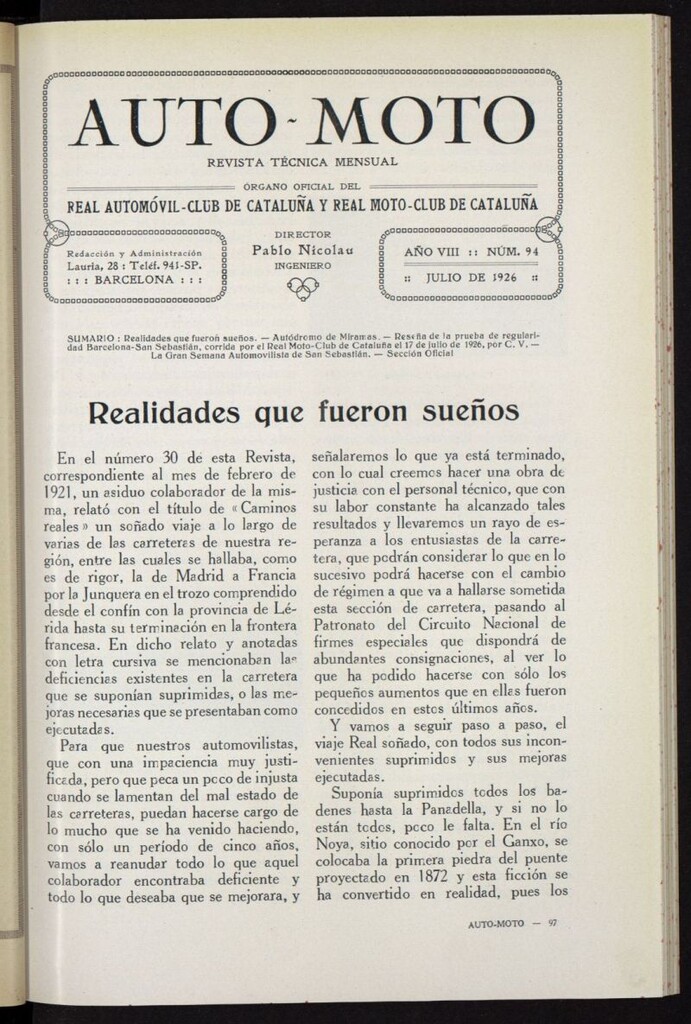 AUTO-MOTO
REVISTA TÉCNICA MENSUAL
ÓRGANO OFICIAL DEL
REAL AUTOMÓVIL-CLUB DE CATALUÑA Y REAL MOTO-CLUB DE CATALUÑA
Redacción y Administración
Lauria, 28 : Teléf. 941-SP.
: : : BARCELONA : : :
DIRECTOR
Pablo Nicolau
INGENIERO
AÑO VIII :: NÚM. 94
:: JULIO DE 1926 ::
SUMARIO : Realidades que fueron sueños. — Autódromo de Miramas. — Reseña de la prueba de regulari-
dad Barcelona-San Sebastián, corrida por el Real Moto-Club de Cataluña el 17 de julio de 1926, por C. V. —
La Gran Semana Automovilista de San Sebastián. — Sección Oficial
Realidades que fueron sueños
En el número 30 de esta Revista,
correspondiente al mes de febrero de
1921, un asiduo colaborador de la mis-
ma, relató con el título de «Caminos
reales» un soñado viaje a lo largo de
varias de las carreteras de nuestra re-
gión, entre las cuales se hallaba, como
es de rigor, la de Madrid a Francia
por la Junquera en el trozo comprendido
desde el confín con la provincia de Lé-
rida hasta su terminación en la frontera
francesa. En dicho relato y anotadas
con letra cursiva se mencionaban las
deficiencias existentes en la carretera
que se suponían suprimidas, o las me-
joras necesarias que se presentaban como
ejecutadas.
Para que nuestros automovilistas,
que con una impaciencia muy justi-
ficada, pero que peca un poco de injusta
cuando se lamentan del mal estado de
las carreteras, puedan hacerse cargo de
lo mucho que se ha venido haciendo,
con sólo un período de cinco años,
vamos a reanudar todo lo que aquel
colaborador encontraba deficiente y
todo lo que deseaba que se mejorara, y
señalaremos lo que ya está terminado,
con lo cual creemos hacer una obra de
justicia con el personal técnico, que con
su labor constante ha alcanzado tales
resultados y llevaremos un rayo de es-
peranza a los entusiastas de la carre-
tera, que podrán considerar lo que en lo
sucesivo podrá hacerse con el cambio
de régimen a que va a hallarse sometida
esta sección de carretera, pasando al
Patronato del Circuito Nacional de
firmes especiales que dispondrá de
abundantes consignaciones, al ver lo
que ha podido hacerse con sólo los
pequeños aumentos que en ellas fueron
concedidos en estos últimos años.
Y vamos a seguir paso a paso, el
viaje Real soñado, con todos sus incon-
venientes suprimidos y sus mejoras
ejecutadas.
Suponía suprimidos todos los ba-
denes hasta la Panadella, y si no lo
están todos, poco le falta. En el río
Noya, sitio conocido por el Ganxo, se
colocaba la primera piedra del puente
proyectado en 1872 y esta ficción se
ha convertido en realidad, pues los
AUTO-MOTO — 97